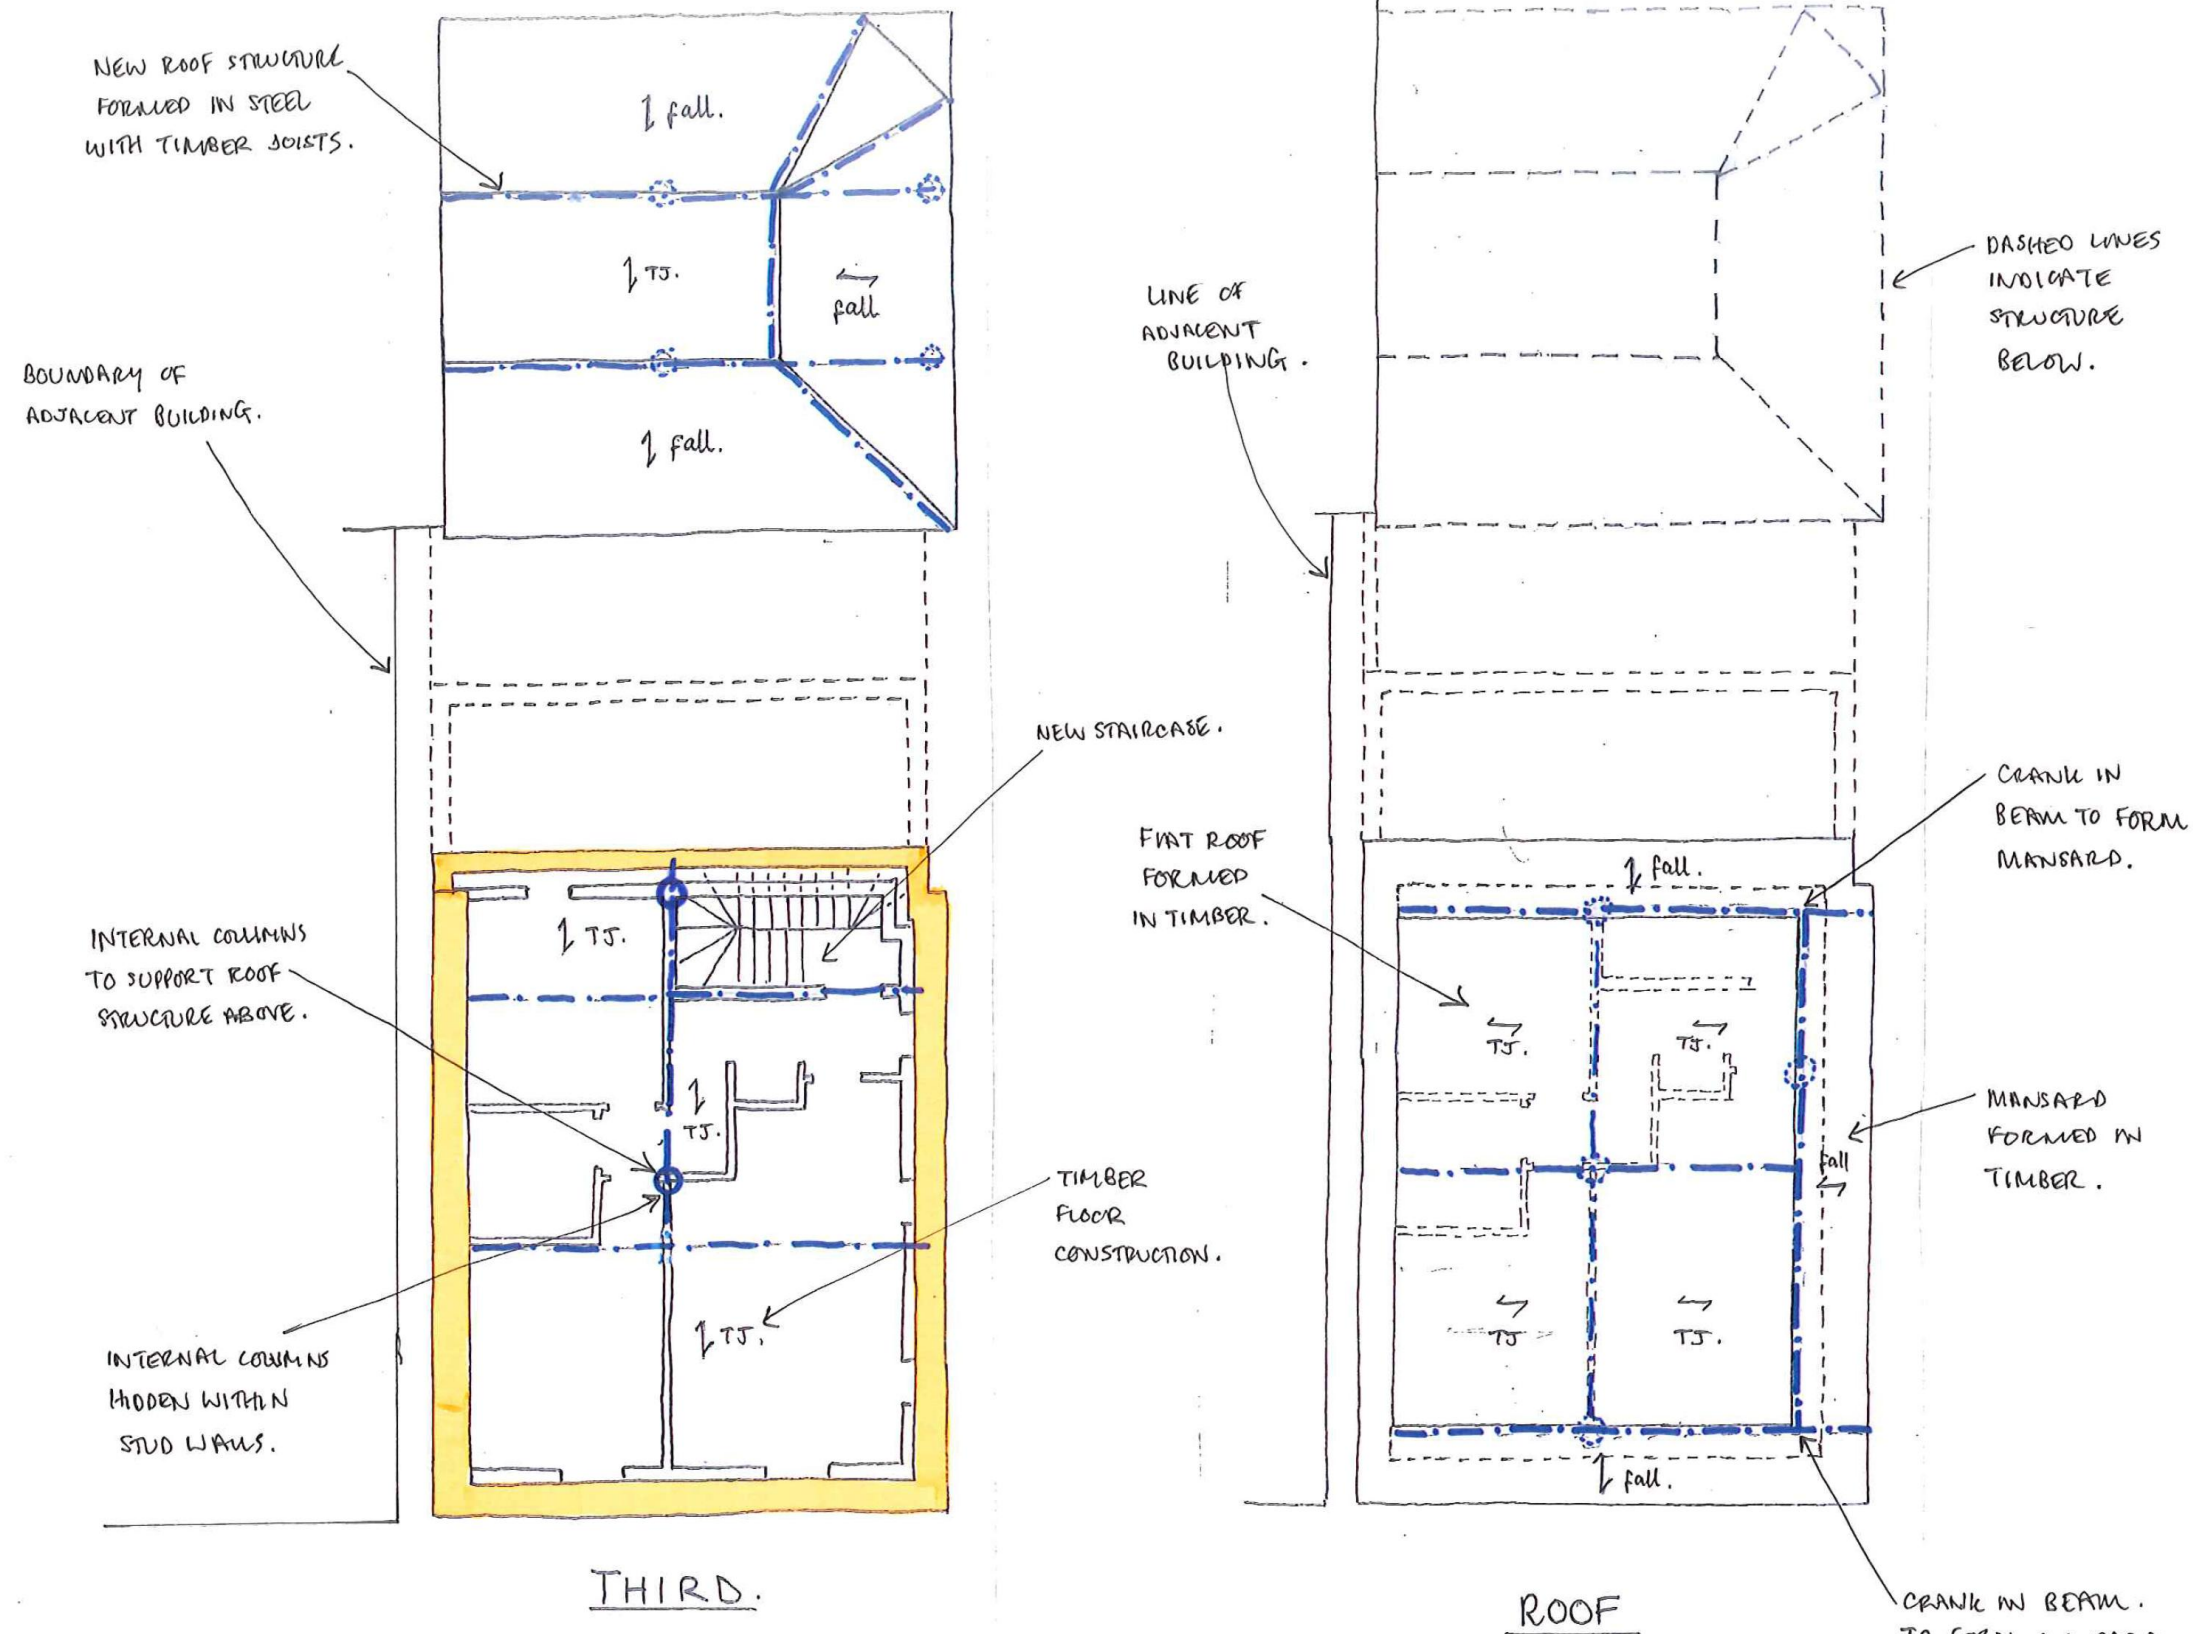 NEW ROOF STRUCTURE
FORMED IN STEEL
WITH TIMBER JOISTS.
fall.
TJ.
fall
fall.
BOUNDARY OF
ADJACENT BUILDING.
NEW STAIRCASE.
TJ.
INTERNAL COLUMNS
TO SUPPORT ROOF
STRUCTURE ABOVE.
TJ.
TIMBER
FLOOR
CONSTRUCTION.
TJ.
INTERNAL COLUMNS
HIDDEN WITHIN
STUD WALLS.
THIRD.
DASHED LINES
INDICATE
STRUCTURE
BELOW.
LINE OF
ADJACENT
BUILDING.
CRANK IN
BEAM TO FORM
MANSARD.
FLAT ROOF
FORMED
IN TIMBER.
fall.
TJ.
TJ.
MANSARD
FORMED IN
TIMBER.
fall
TJ
TJ.
fall.
ROOF
CRANK IN BEAM.